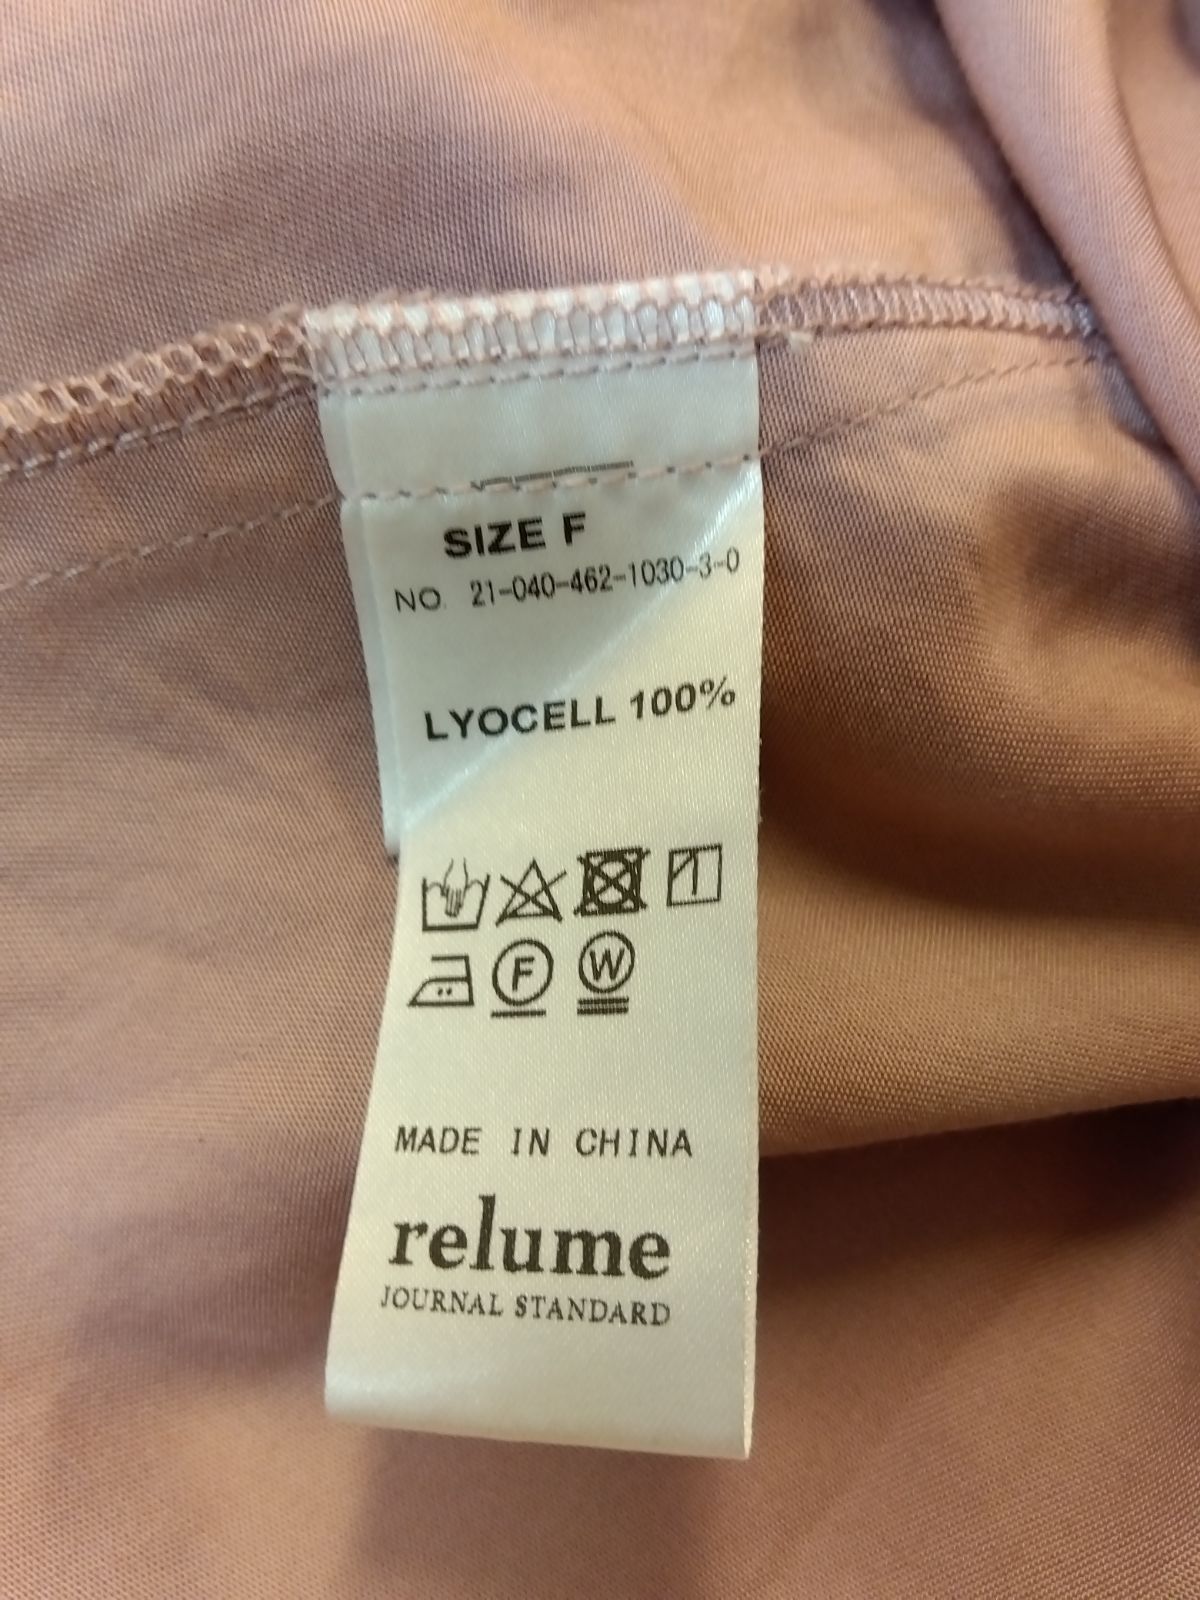 SIZE F
NO. 21-040-462-1030-3-0
LYOCELL 100%
F
W
MADE IN CHINA
relume
JOURNAL STANDARD